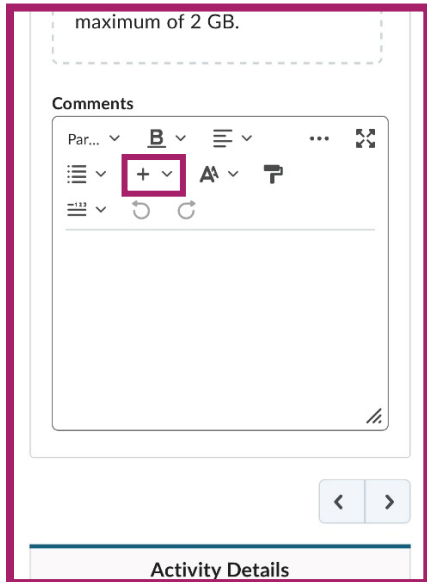 maximum of 2 GB.
Comments
Par... B
A
Activity Details